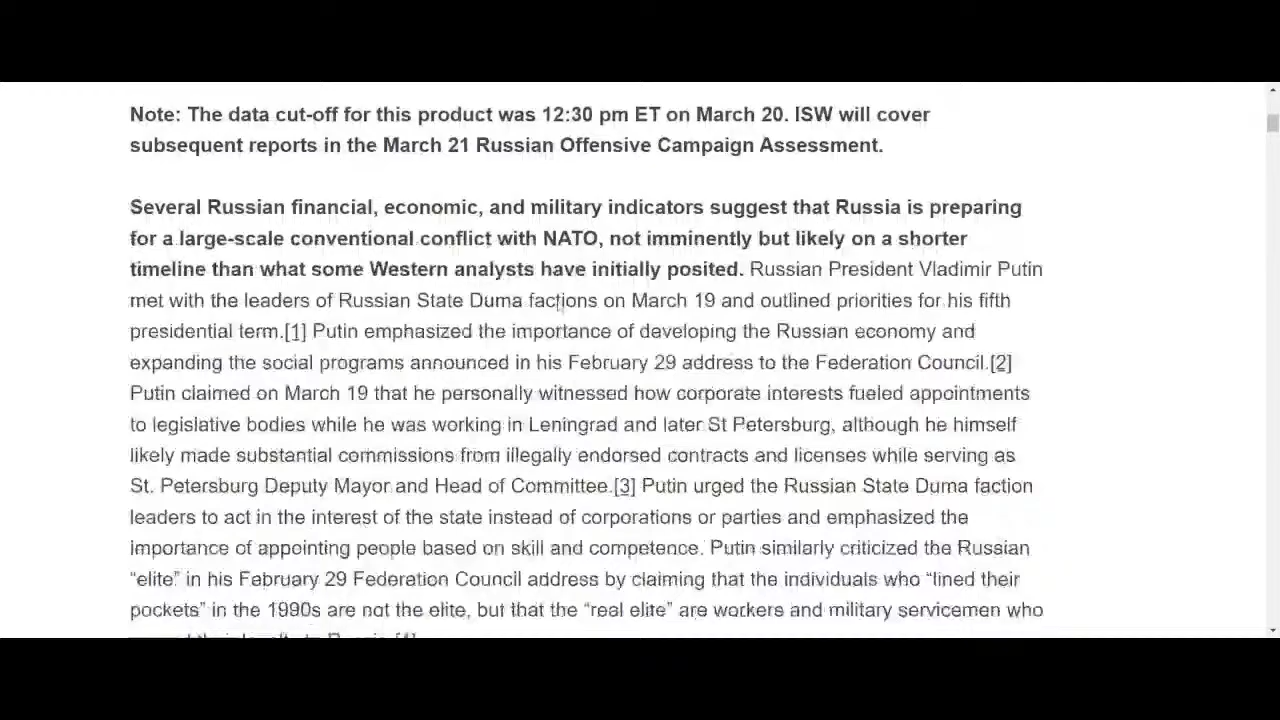 Note: The data cut-off for this product was 12:30 pm ET on March 20. ISW will cover
subsequent reports in the March 21 Russian Offensive Campaign Assessment.
Several Russian financial, economic, and military indicators suggest that Russia is preparing
for a large-scale conventional conflict with NATO, not imminently but likely on a shorter
timeline than what some Western analysts have initially posited. Russian President Vladimir Putin
met with the leaders of Russian State Duma factions on March 19 and outlined priorities for his fifth
presidential term.[1] Putin emphasized the importance of developing the Russian economy and
expanding the social programs announced in his February 29 address to the Federation Council.[2]
Putin claimed on March 19 that he personally witnessed how corporate interests fueled appointments
to legislative bodies while he was working in Leningrad and later St Petersburg, although he himself
likely made substantial commissions from illegally endorsed contracts and licenses while serving as
St. Petersburg Deputy Mayor and Head of Committee.[3] Putin urged the Russian State Duma faction
leaders to act in the interest of the state instead of corporations or parties and emphasized the
importance of appointing people based on skill and competence. Putin similarly criticized the Russian
“elite” in his February 29 Federation Council address by claiming that the individuals who “lined their
pockets” in the 1990s are not the elite, but that the “real elite” are workers and military servicemen who